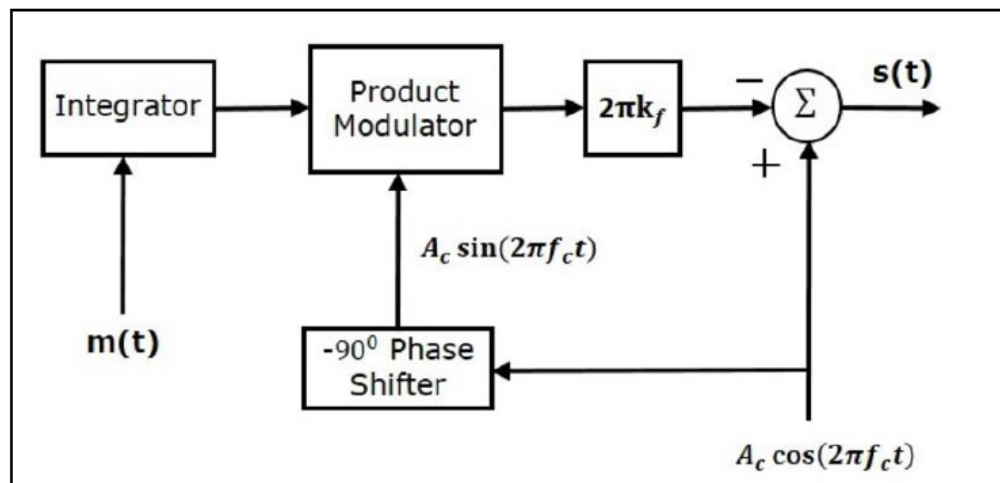 Integrator
Product
Modulator
2πk_f
−
Σ
s(t)
+
A_c sin(2πf_c t)
m(t)
-90⁰ Phase
Shifter
A_c cos(2πf_c t)